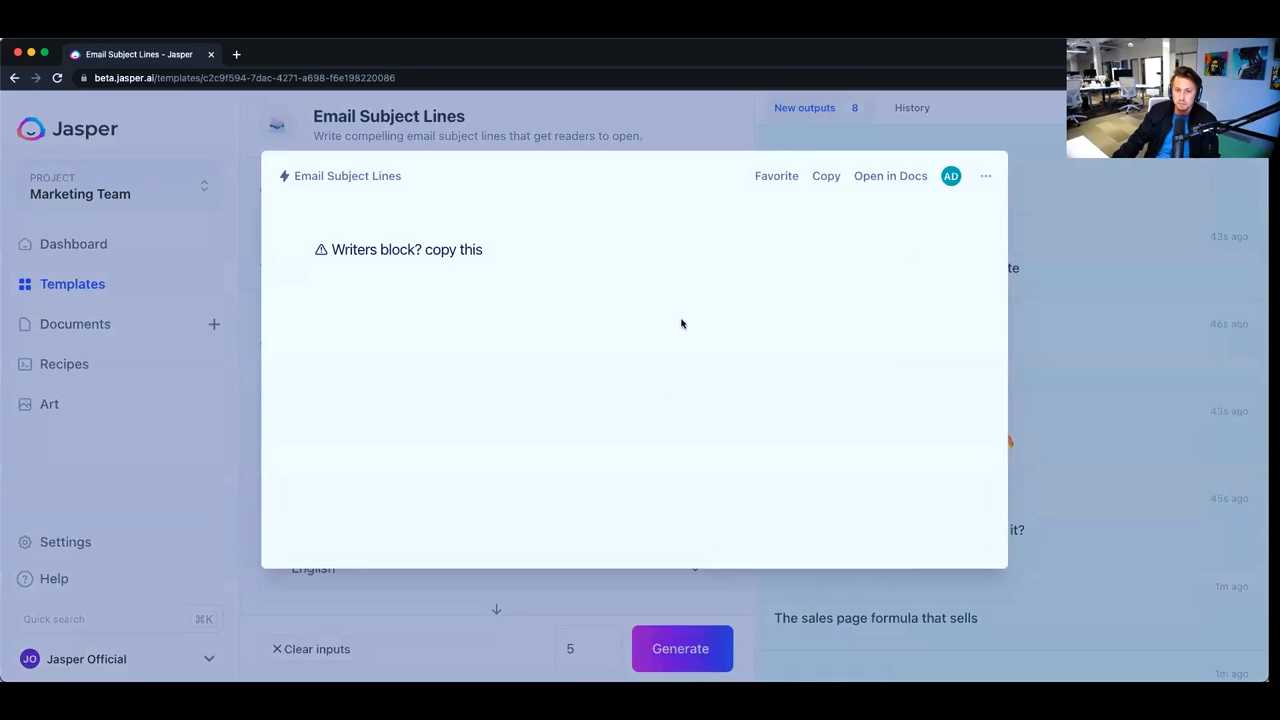 Email Subject Lines - Jasper
beta.jasper.ai/templates/c2c9f594-7dac-4271-a698-f6e198220086
Jasper
PROJECT
Marketing Team
Dashboard
Templates
Documents
Recipes
Art
Settings
Help
Quick search
⌘K
JO
Jasper Official
Email Subject Lines
Write compelling email subject lines that get readers to open.
Email Subject Lines
Favorite
Copy
Open in Docs
AD
⚠ Writers block? copy this
English
Clear inputs
5
Generate
New outputs
8
History
43s ago
te
46s ago
43s ago
45s ago
it?
1m ago
The sales page formula that sells
1m ago